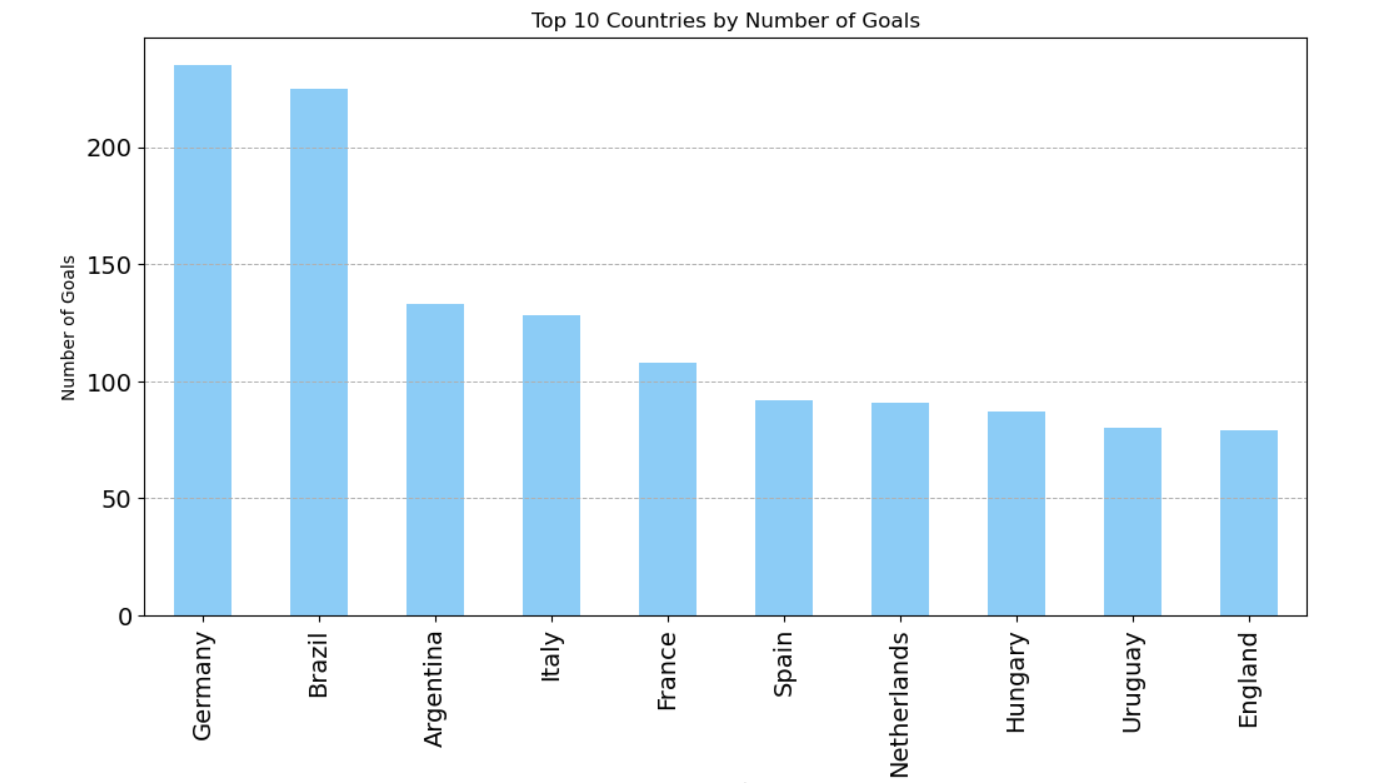 Top 10 Countries by Number of Goals
Number of Goals
200
150
100
50
0
Germany
Brazil
Argentina
Italy
France
Spain
Netherlands
Hungary
Uruguay
England